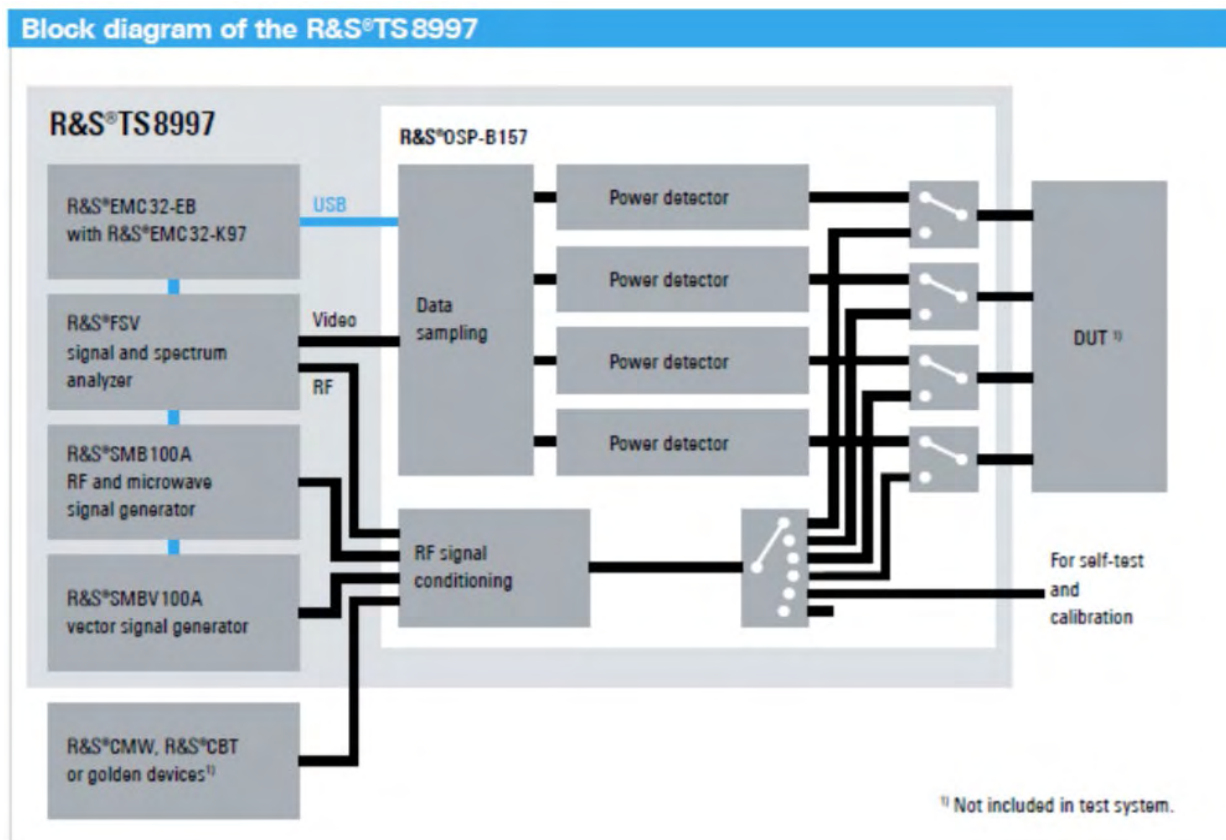 Block diagram of the R&S®TS8997
R&S®TS8997
R&S®OSP-B157
R&S®EMC32-EB
with R&S®EMC32-K97
USB
R&S®FSV
signal and spectrum
analyzer
Video
RF
R&S®SMB100A
RF and microwave
signal generator
R&S®SMBV100A
vector signal generator
R&S®CMW, R&S®CBT
or golden devices¹⁾
Data
sampling
Power detector
Power detector
Power detector
Power detector
RF signal
conditioning
DUT ¹⁾
For self-test
and
calibration
¹⁾ Not included in test system.